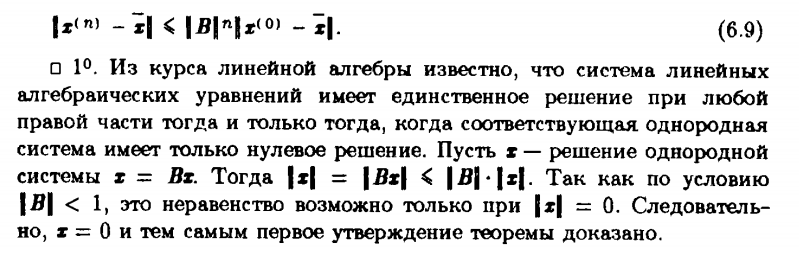 ‖x⁽ⁿ⁾ − x̄‖ ⩽ ‖B‖ⁿ‖x⁽⁰⁾ − x̄‖. (6.9)
□ 1⁰. Из курса линейной алгебры известно, что система линейных
алгебраических уравнений имеет единственное решение при любой
правой части тогда и только тогда, когда соответствующая однородная
система имеет только нулевое решение. Пусть x — решение однородной
системы x = Bx. Тогда ‖x‖ = ‖Bx‖ ⩽ ‖B‖·‖x‖. Так как по условию
‖B‖ < 1, это неравенство возможно только при ‖x‖ = 0. Следователь-
но, x = 0 и тем самым первое утверждение теоремы доказано.